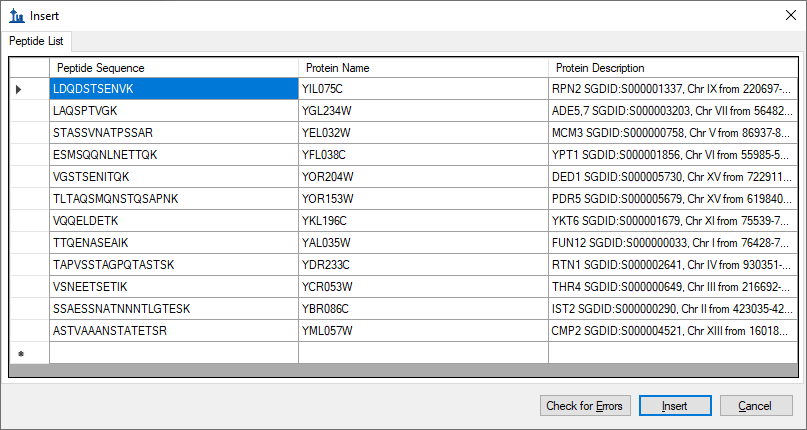 Insert
Peptide List
Peptide Sequence Protein Name Protein Description
LDQDSTSENVK YIL075C RPN2 SGDID:S000001337, Chr IX from 220697-...
LAQSPTVGK YGL234W ADE5,7 SGDID:S000003203, Chr VII from 56482...
STASSVNATPSSAR YEL032W MCM3 SGDID:S000000758, Chr V from 86937-8...
ESMSQQNLNETTQK YFL038C YPT1 SGDID:S000001856, Chr VI from 55985-5...
VGSTSENITQK YOR204W DED1 SGDID:S000005730, Chr XV from 722911...
TLTAQSMQNSTQSAPNK YOR153W PDR5 SGDID:S000005679, Chr XV from 619840...
VQQELDETK YKL196C YKT6 SGDID:S000001679, Chr XI from 75539-7...
TTQENASEAIK YAL035W FUN12 SGDID:S000000033, Chr I from 76428-7...
TAPVSSTAGPQTASTSK YDR233C RTN1 SGDID:S000002641, Chr IV from 930351-...
VSNEETSETIK YCR053W THR4 SGDID:S000000649, Chr III from 216692-...
SSAESSNATNNNTLGTESK YBR086C IST2 SGDID:S000000290, Chr II from 423035-42...
ASTVAAANSTATETSR YML057W CMP2 SGDID:S000004521, Chr XIII from 16018...
Check for Errors Insert Cancel